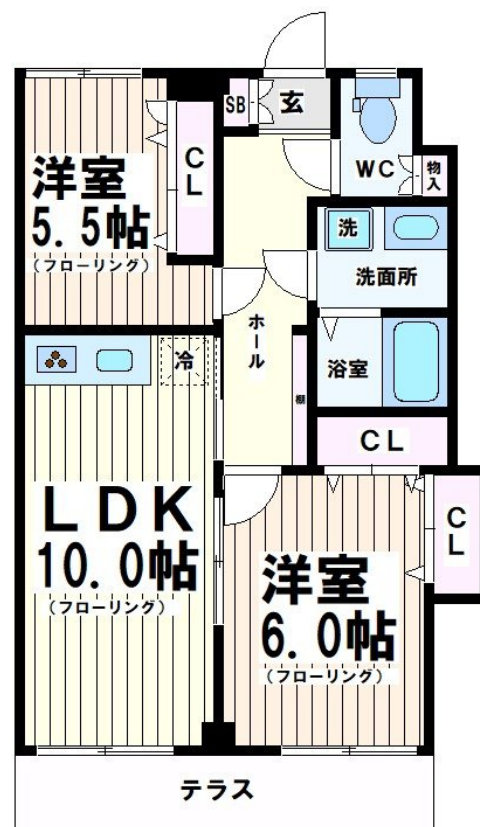 SB
玄
WC
物入
洋室
5.5帖
(フローリング)
CL
洗
洗面所
ホール
浴室
冷
棚
CL
CL
LDK
10.0帖
(フローリング)
洋室
6.0帖
(フローリング)
テラス